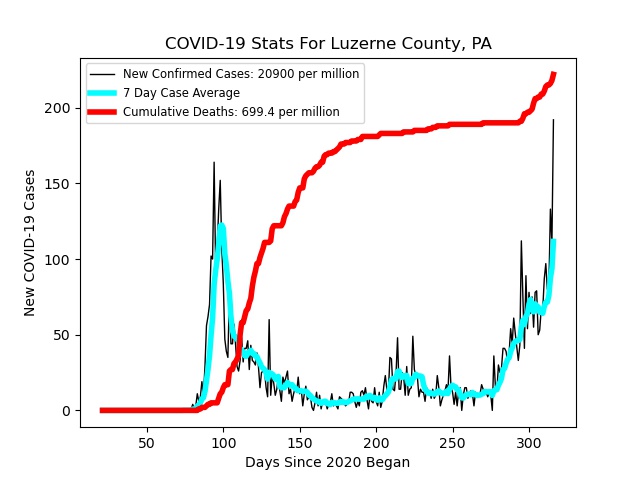 COVID-19 Stats For Luzerne County, PA
New Confirmed Cases: 20900 per million
7 Day Case Average
Cumulative Deaths: 699.4 per million
New COVID-19 Cases
200
150
100
50
0
50 100 150 200 250 300
Days Since 2020 Began